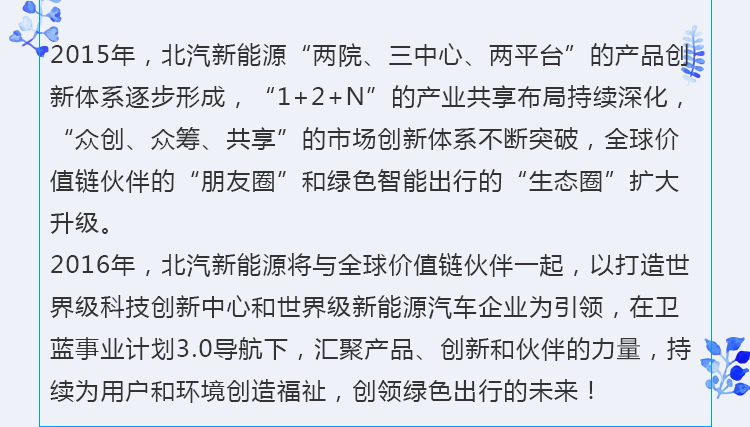 2015年，北汽新能源“两院、三中心、两平台”的产品创
新体系逐步形成，“1+2+N”的产业共享布局持续深化，
“众创、众筹、共享”的市场创新体系不断突破，全球价
值链伙伴的“朋友圈”和绿色智能出行的“生态圈”扩大
升级。
2016年，北汽新能源将与全球价值链伙伴一起，以打造世
界级科技创新中心和世界级新能源汽车企业为引领，在卫
蓝事业计划3.0导航下，汇聚产品、创新和伙伴的力量，持
续为用户和环境创造福祉，创领绿色出行的未来！